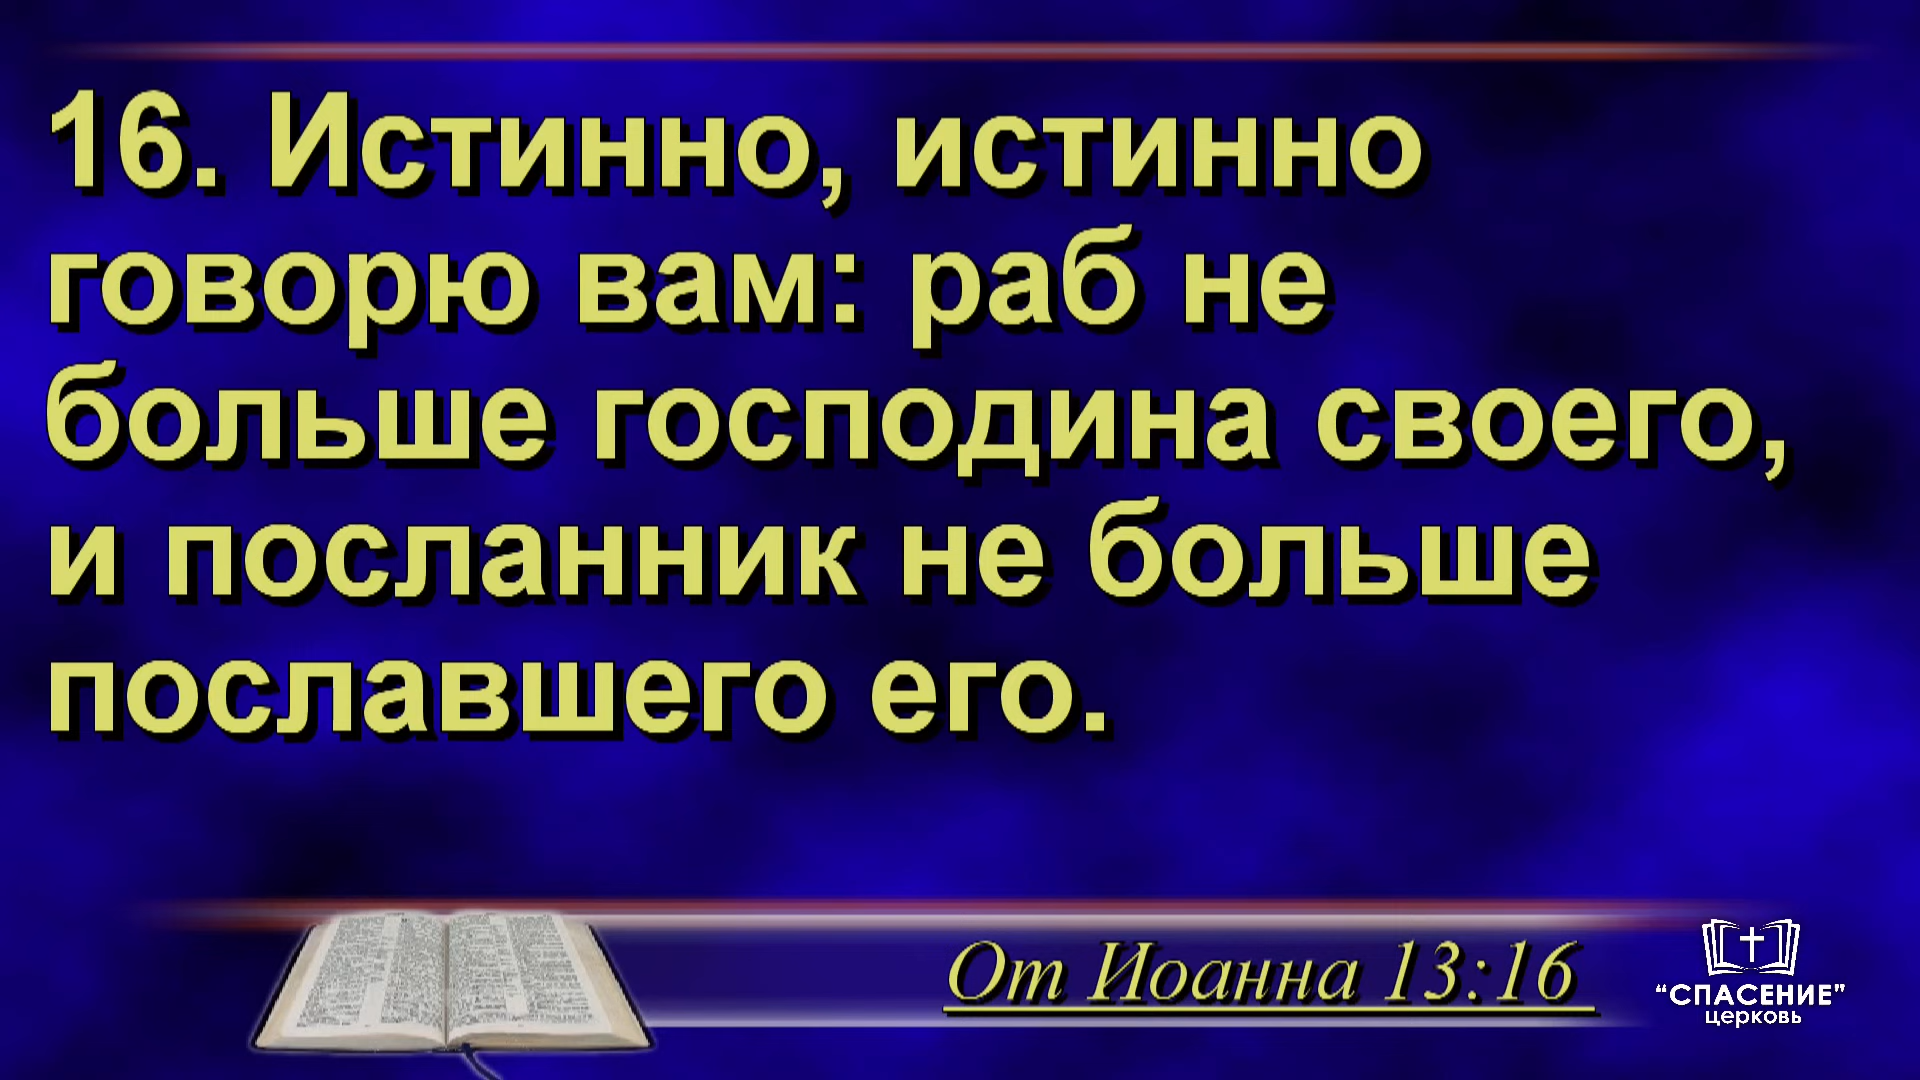 16. Истинно, истинно
говорю вам: раб не
больше господина своего,
и посланник не больше
пославшего его.
От Иоанна 13:16
“СПАСЕНИЕ”
церковь